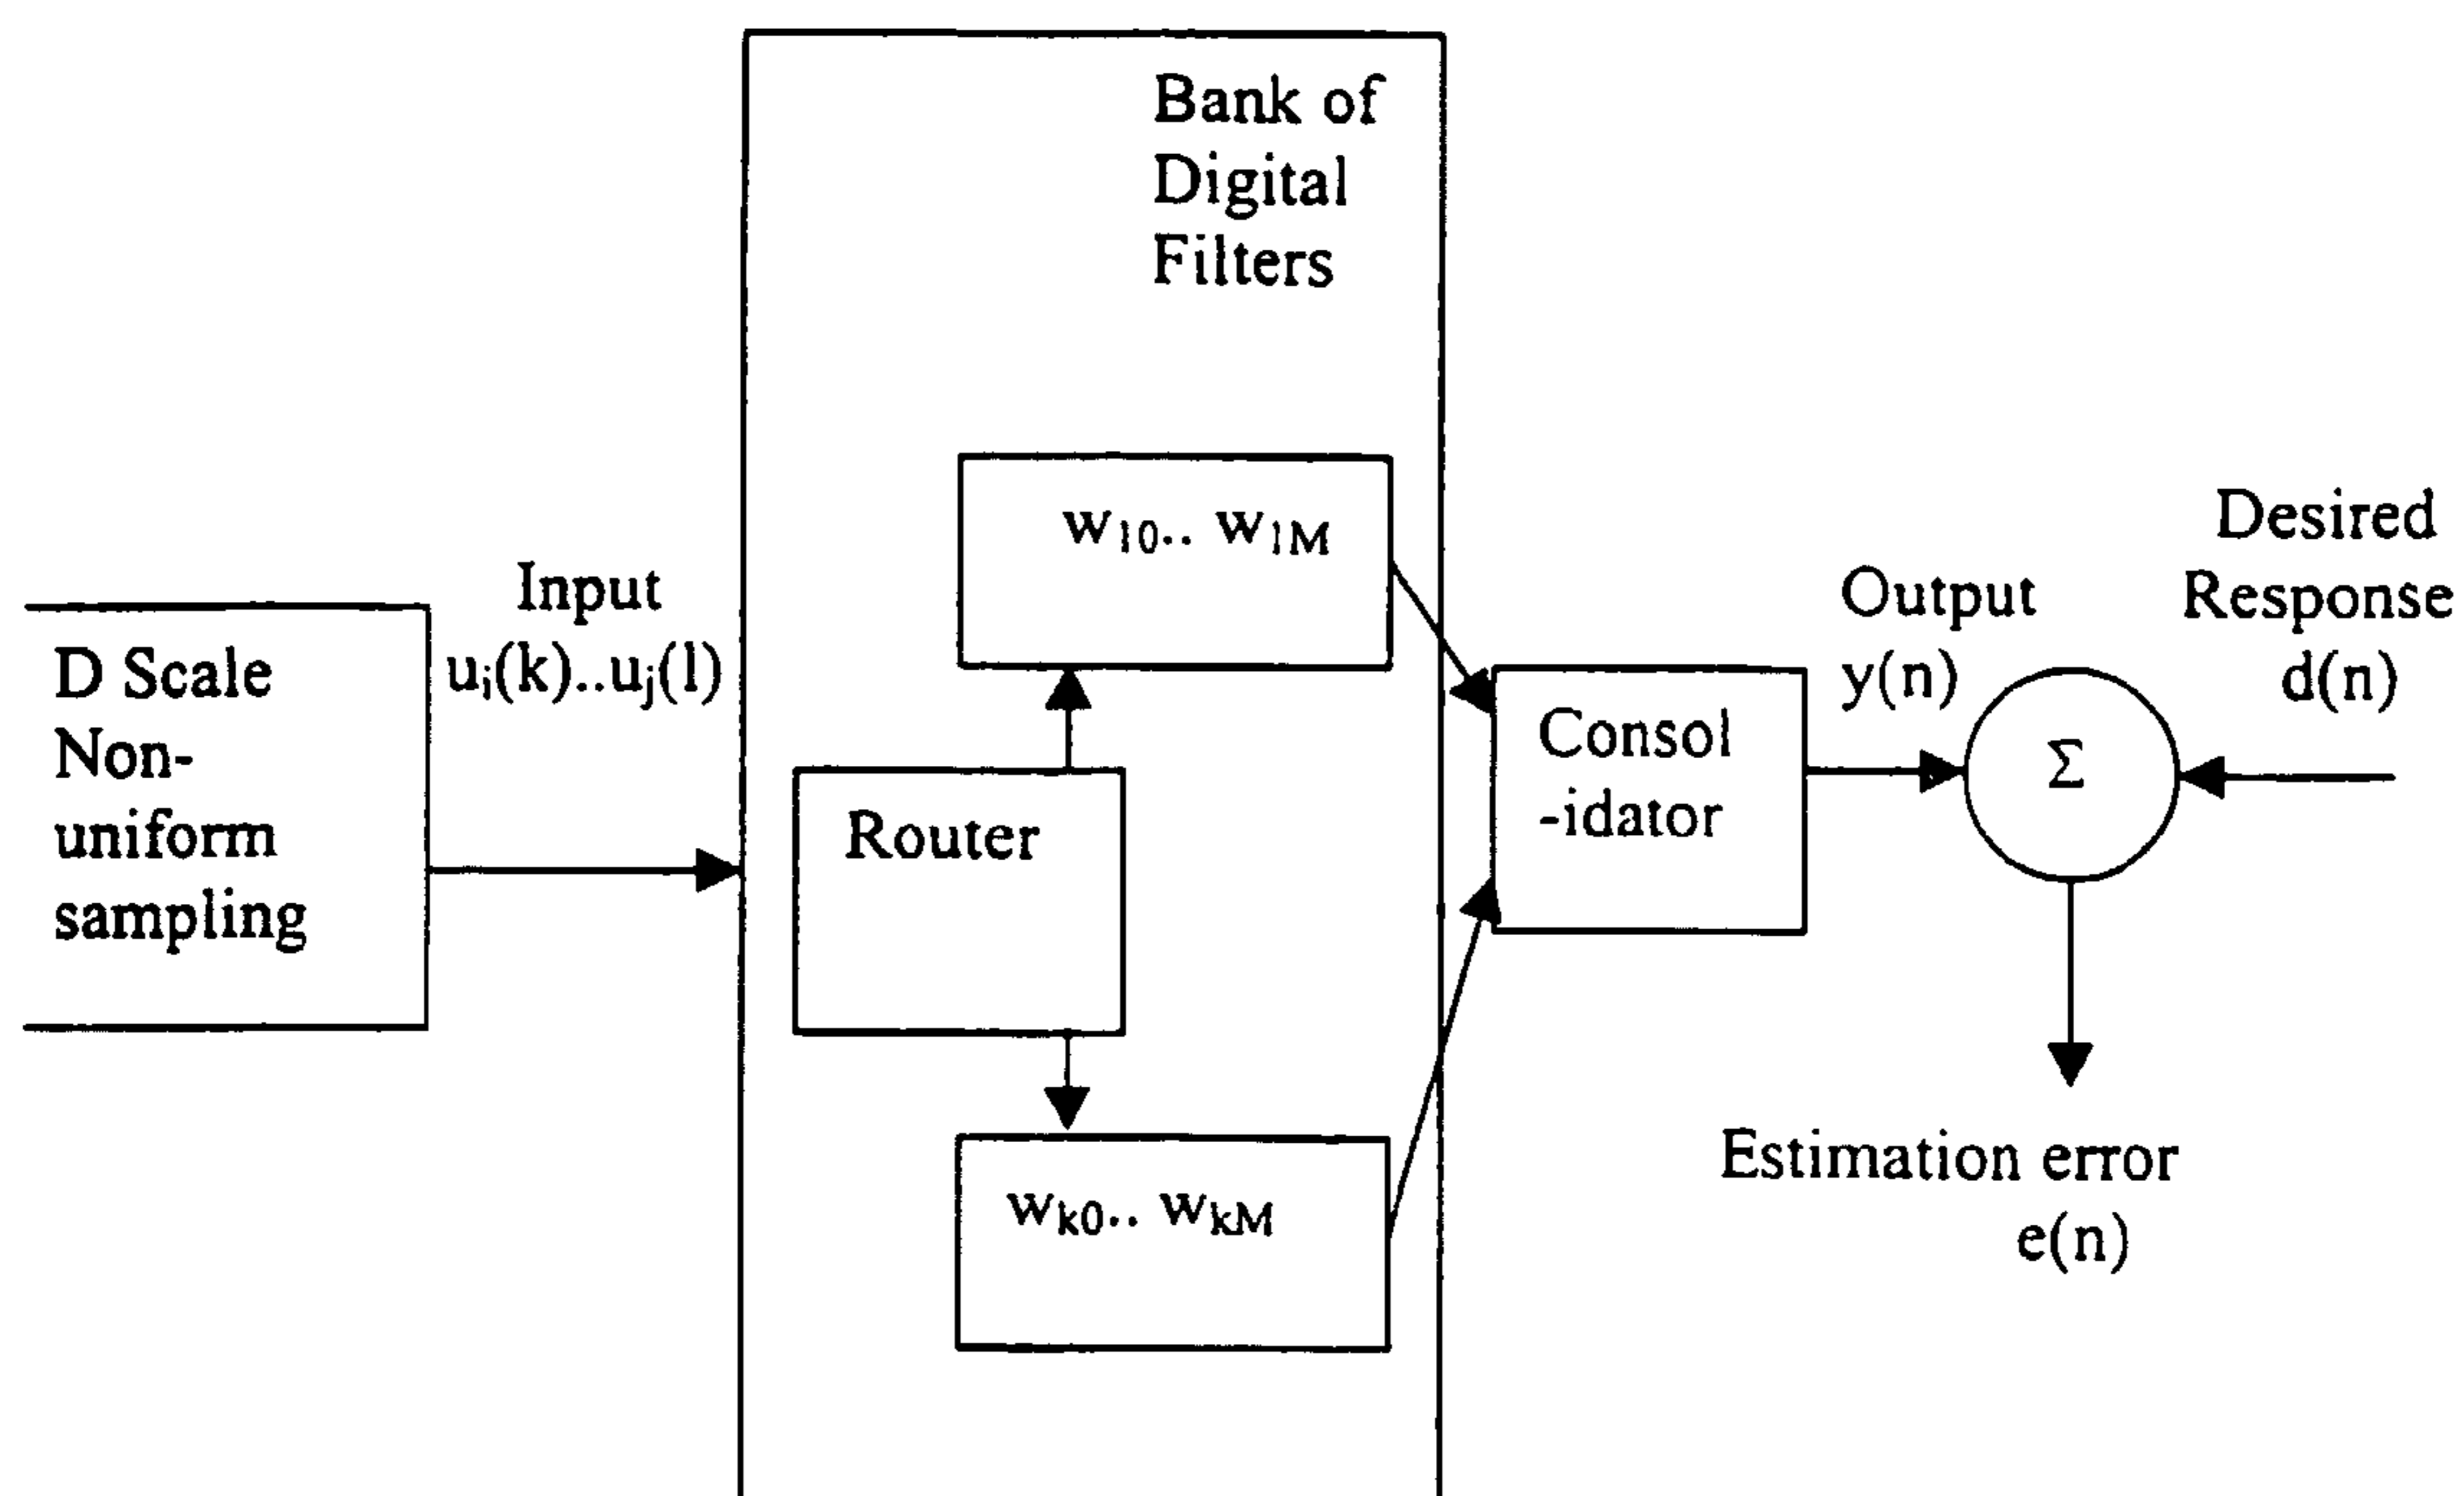 Bank of
Digital
Filters
w10.. w1M
Input
ui(k)..uj(l)
D Scale
Non-
uniform
sampling
Router
Consol
-idator
Output
y(n)
Σ
Desired
Response
d(n)
wk0.. wkM
Estimation error
e(n)